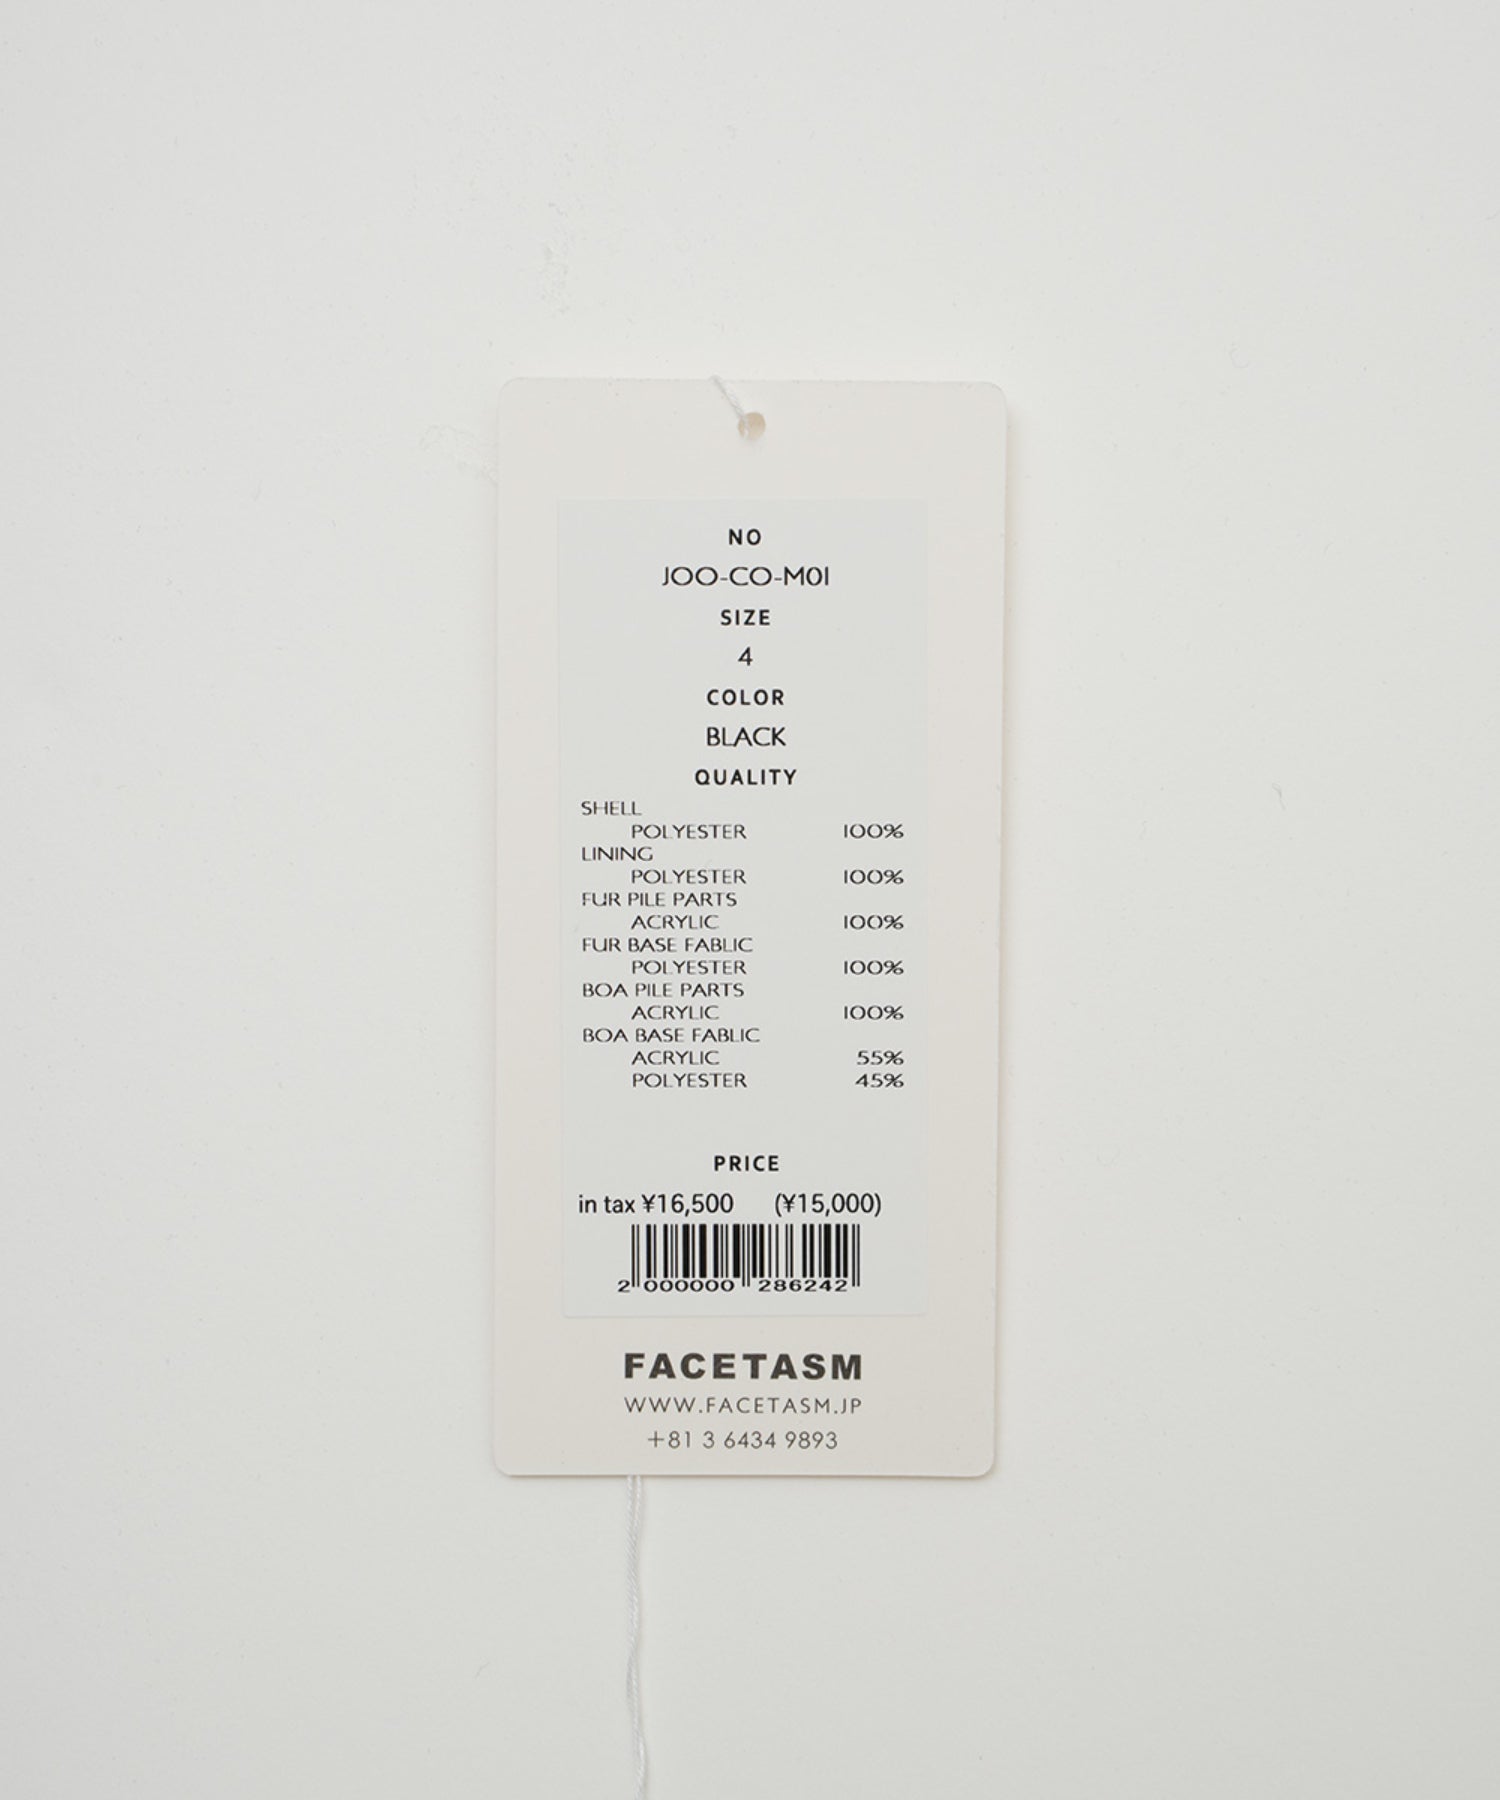 NO
JOO-CO-M01
SIZE
4
COLOR
BLACK
QUALITY
SHELL
POLYESTER 100%
LINING
POLYESTER 100%
FUR PILE PARTS
ACRYLIC 100%
FUR BASE FABLIC
POLYESTER 100%
BOA PILE PARTS
ACRYLIC 100%
BOA BASE FABLIC
ACRYLIC 55%
POLYESTER 45%
PRICE
in tax ¥16,500 (¥15,000)
2 000000 286242
FACETASM
WWW.FACETASM.JP
+81 3 6434 9893